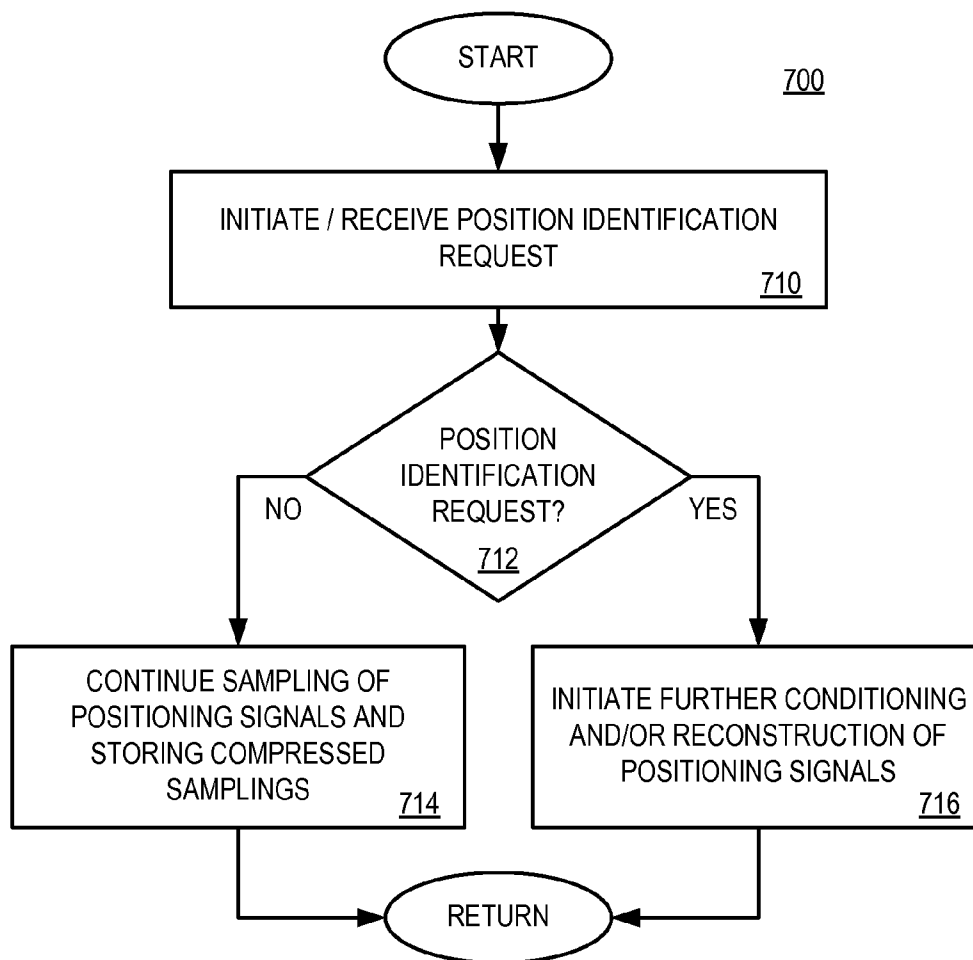 START
700
INITIATE / RECEIVE POSITION IDENTIFICATION
REQUEST
710
POSITION
IDENTIFICATION
REQUEST?
712
NO
YES
CONTINUE SAMPLING OF
POSITIONING SIGNALS AND
STORING COMPRESSED
SAMPLINGS
714
INITIATE FURTHER CONDITIONING
AND/OR RECONSTRUCTION OF
POSITIONING SIGNALS
716
RETURN